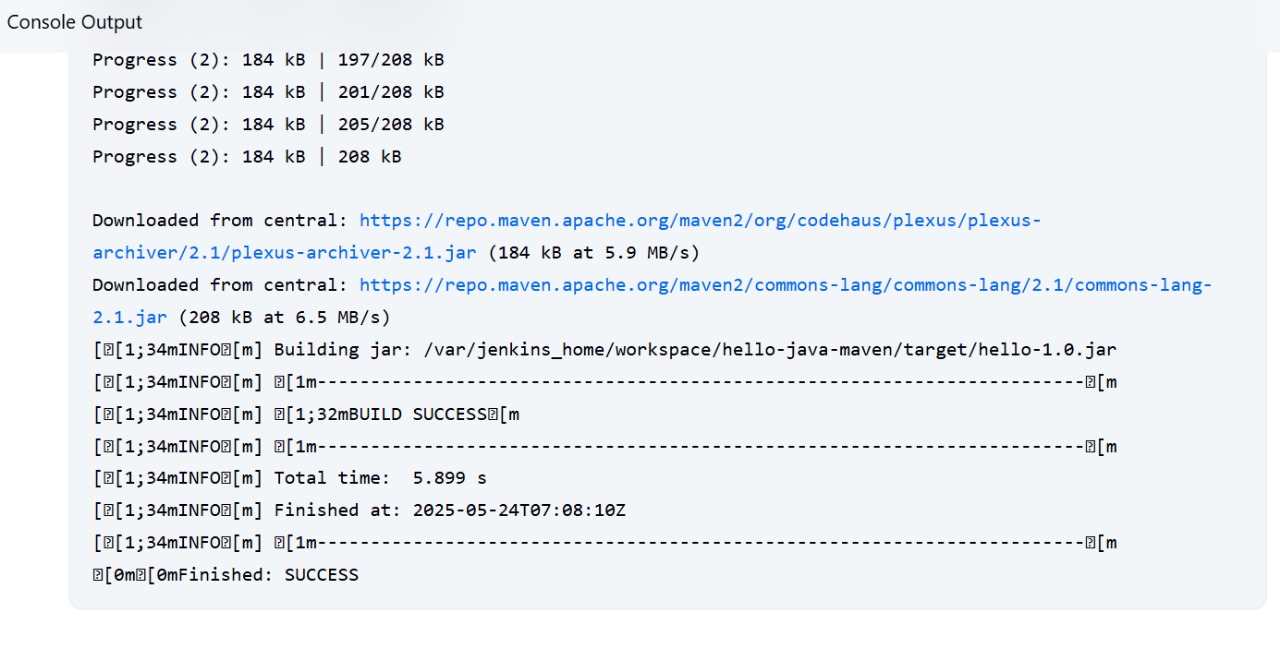 Console Output
Progress (2): 184 kB | 197/208 kB
Progress (2): 184 kB | 201/208 kB
Progress (2): 184 kB | 205/208 kB
Progress (2): 184 kB | 208 kB
Downloaded from central: https://repo.maven.apache.org/maven2/org/codehaus/plexus/plexus-
archiver/2.1/plexus-archiver-2.1.jar (184 kB at 5.9 MB/s)
Downloaded from central: https://repo.maven.apache.org/maven2/commons-lang/commons-lang/2.1/commons-lang-
2.1.jar (208 kB at 6.5 MB/s)
[�[1;34mINFO�[m] Building jar: /var/jenkins_home/workspace/hello-java-maven/target/hello-1.0.jar
[�[1;34mINFO�[m] �[1m------------------------------------------------------------------------�[m
[�[1;34mINFO�[m] �[1;32mBUILD SUCCESS�[m
[�[1;34mINFO�[m] �[1m------------------------------------------------------------------------�[m
[�[1;34mINFO�[m] Total time:  5.899 s
[�[1;34mINFO�[m] Finished at: 2025-05-24T07:08:10Z
[�[1;34mINFO�[m] �[1m------------------------------------------------------------------------�[m
�[0m�[0mFinished: SUCCESS